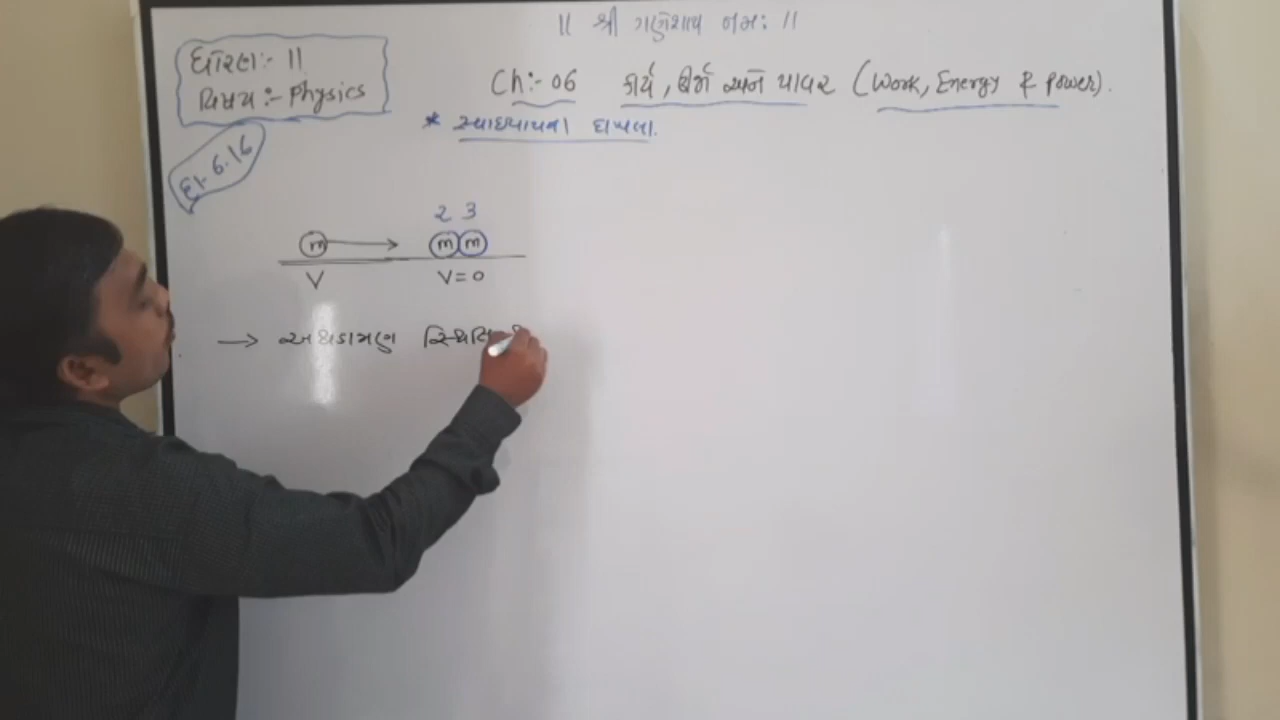 ॥ શ્રી ગણેશાય નમઃ ॥
ધોરણ:- 11
વિષય:- Physics
Ch:- 06 કાર્ય, ઊર્જા અને પાવર (Work, Energy & Power).
* સ્વાધ્યાયના દાખલા.
દા-6.16
2 3
m m m
V V=0
→ અથડામણ